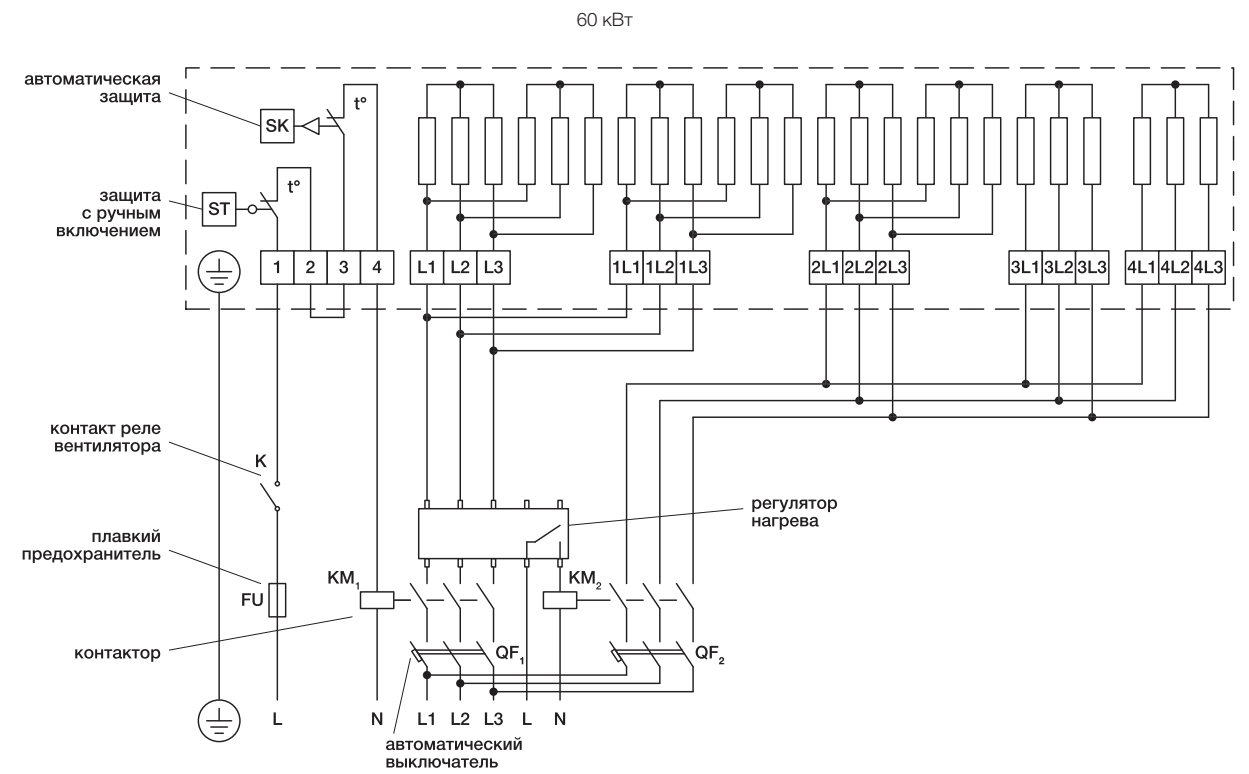 60 кВт
автоматическая
защита
t°
SK
защита
с ручным
включением
t°
ST
1 2 3 4 L1 L2 L3 1L1 1L2 1L3 2L1 2L2 2L3 3L1 3L2 3L3 4L1 4L2 4L3
контакт реле
вентилятора
K
регулятор
нагрева
плавкий
предохранитель
FU
KM1
KM2
контактор
QF1
QF2
L N L1 L2 L3 L N
автоматический
выключатель